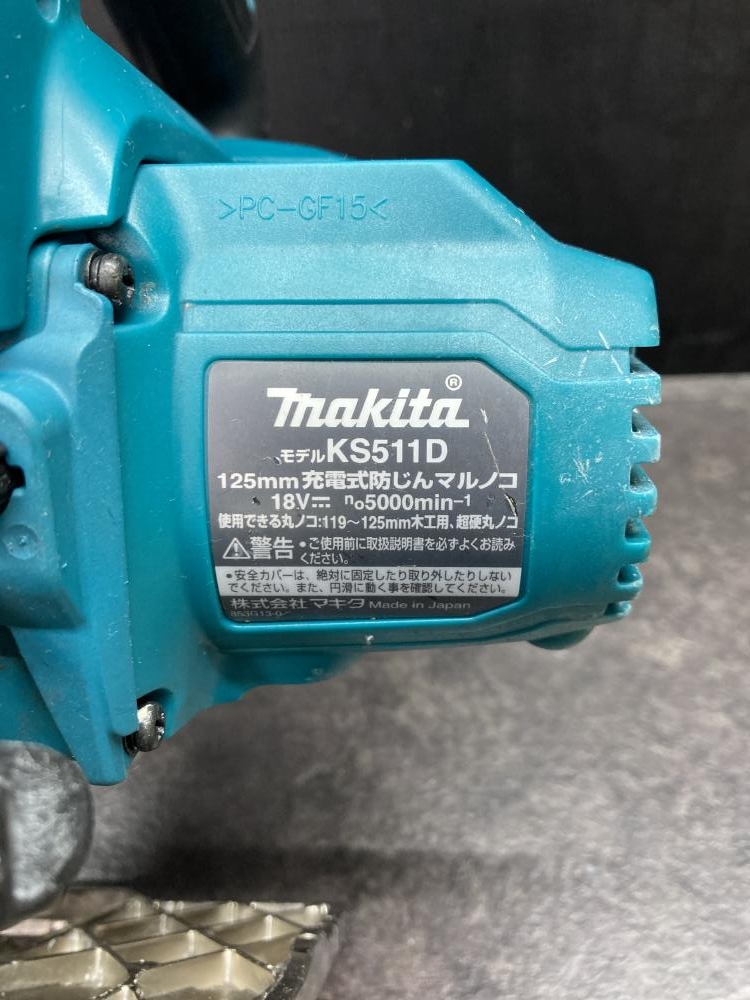 >PC-GF15<
makita®
モデルKS511D
125mm充電式防じんマルノコ
18V⎓ n₀5000min⁻¹
使用できる丸ノコ:119～125mm木工用、超硬丸ノコ
⚠警告 •ご使用前に取扱説明書を必ずよくお読み
ください。
•安全カバーは、絶対に固定したり取り外したりしない
でください。また、円滑に動く事を確認してください。
株式会社マキタ Made in Japan